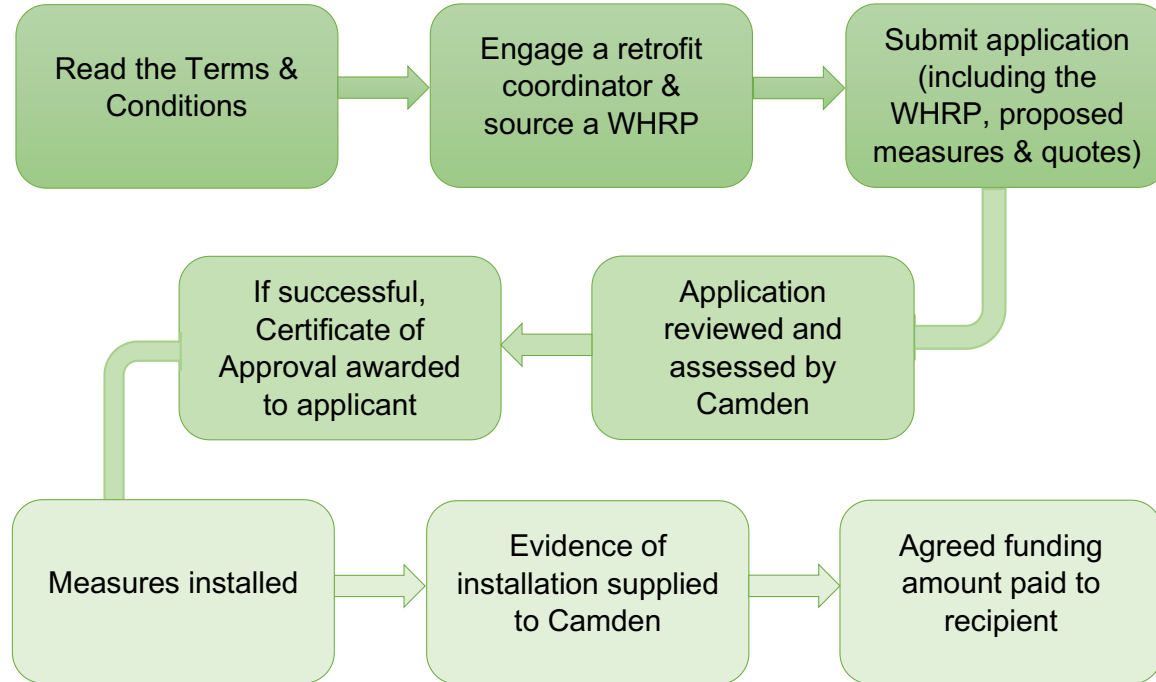 Read the Terms &
Conditions
Engage a retrofit
coordinator &
source a WHRP
Submit application
(including the
WHRP, proposed
measures & quotes)
If successful,
Certificate of
Approval awarded
to applicant
Application
reviewed and
assessed by
Camden
Measures installed
Evidence of
installation supplied
to Camden
Agreed funding
amount paid to
recipient